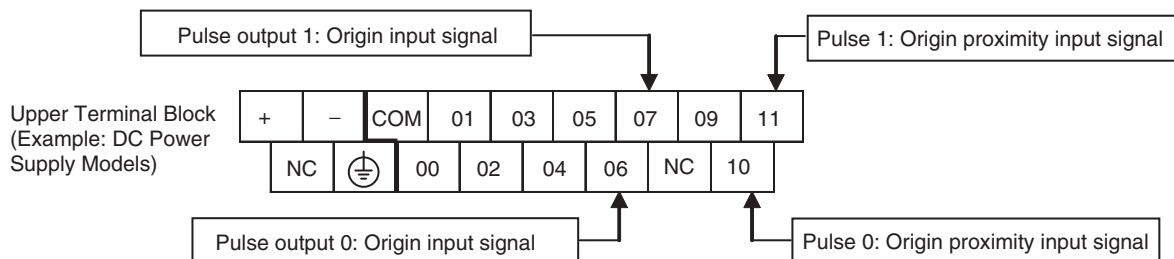 Pulse output 1: Origin input signal
Pulse 1: Origin proximity input signal
Upper Terminal Block
(Example: DC Power
Supply Models)
+ − COM 01 03 05 07 09 11
NC 00 02 04 06 NC 10
Pulse output 0: Origin input signal
Pulse 0: Origin proximity input signal